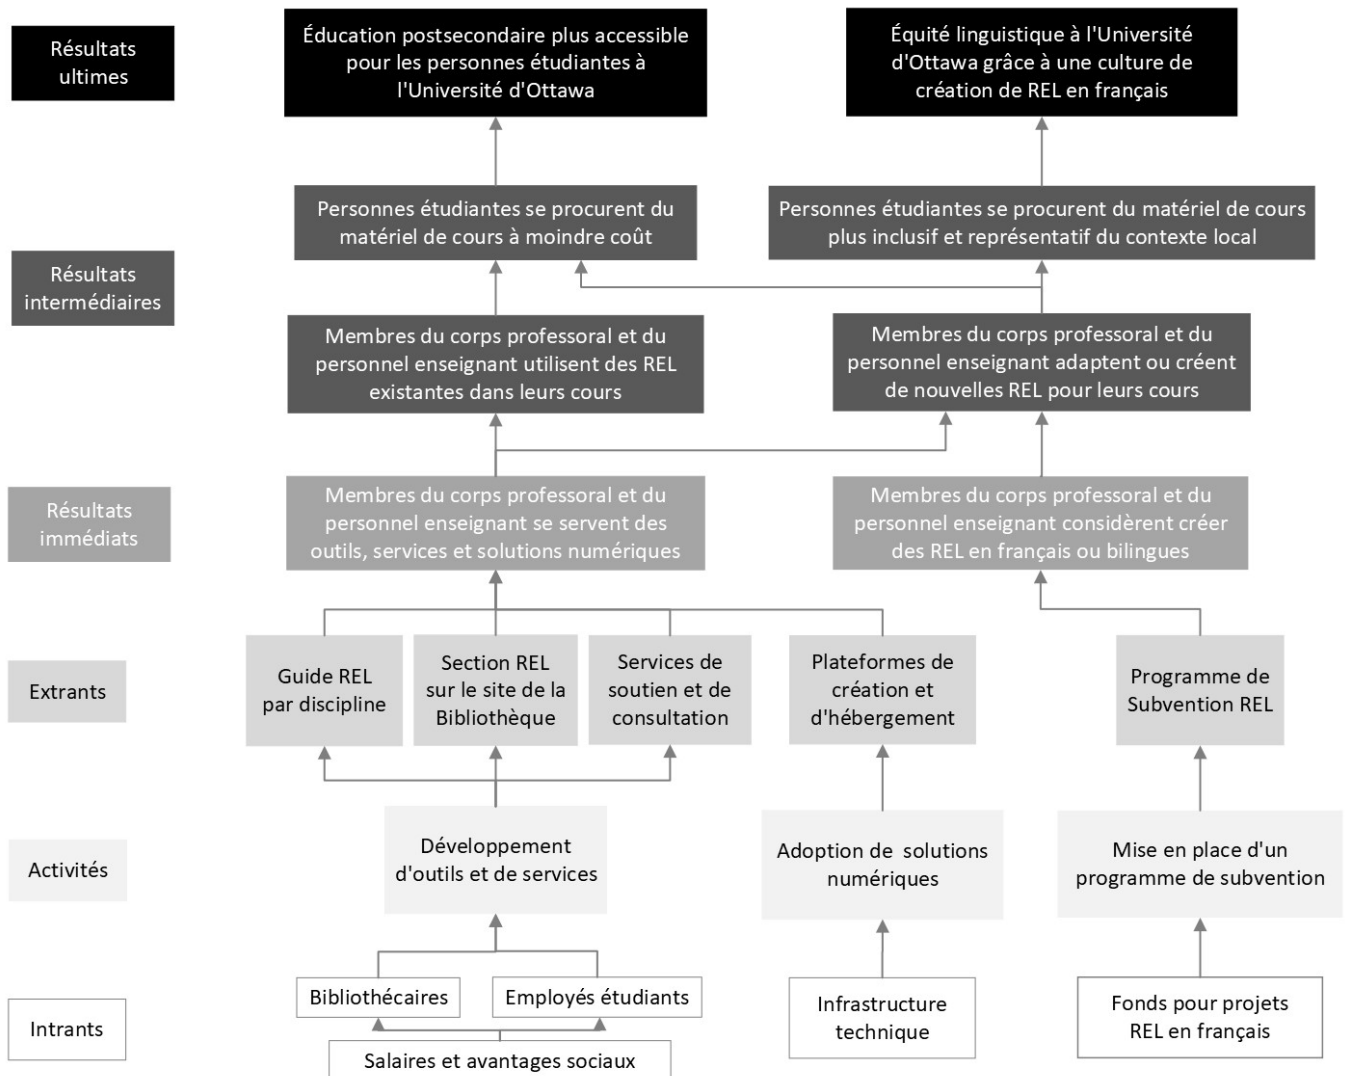 Résultats
ultimes
Éducation postsecondaire plus accessible
pour les personnes étudiantes à
l'Université d'Ottawa
Équité linguistique à l'Université
d'Ottawa grâce à une culture de
création de REL en français
Résultats
intermédiaires
Personnes étudiantes se procurent du
matériel de cours à moindre coût
Personnes étudiantes se procurent du matériel de cours
plus inclusif et représentatif du contexte local
Membres du corps professoral et du
personnel enseignant utilisent des REL
existantes dans leurs cours
Membres du corps professoral et du
personnel enseignant adaptent ou créent
de nouvelles REL pour leurs cours
Résultats
immédiats
Membres du corps professoral et du
personnel enseignant se servent des
outils, services et solutions numériques
Membres du corps professoral et du
personnel enseignant considèrent créer
des REL en français ou bilingues
Extrants
Guide REL
par discipline
Section REL
sur le site de la
Bibliothèque
Services de
soutien et de
consultation
Plateformes de
création et
d'hébergement
Programme de
Subvention REL
Activités
Développement
d'outils et de services
Adoption de solutions
numériques
Mise en place d'un
programme de subvention
Intrants
Bibliothécaires
Employés étudiants
Salaires et avantages sociaux
Infrastructure
technique
Fonds pour projets
REL en français